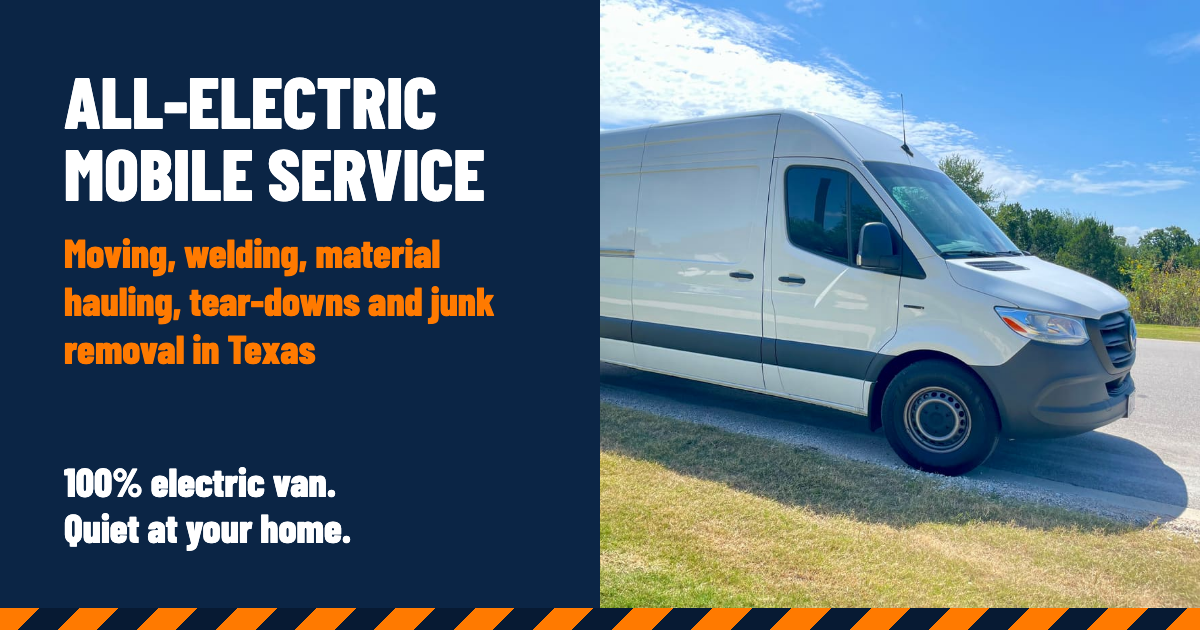 ALL-ELECTRIC
MOBILE SERVICE
Moving, welding, material
hauling, tear-downs and junk
removal in Texas
100% electric van.
Quiet at your home.